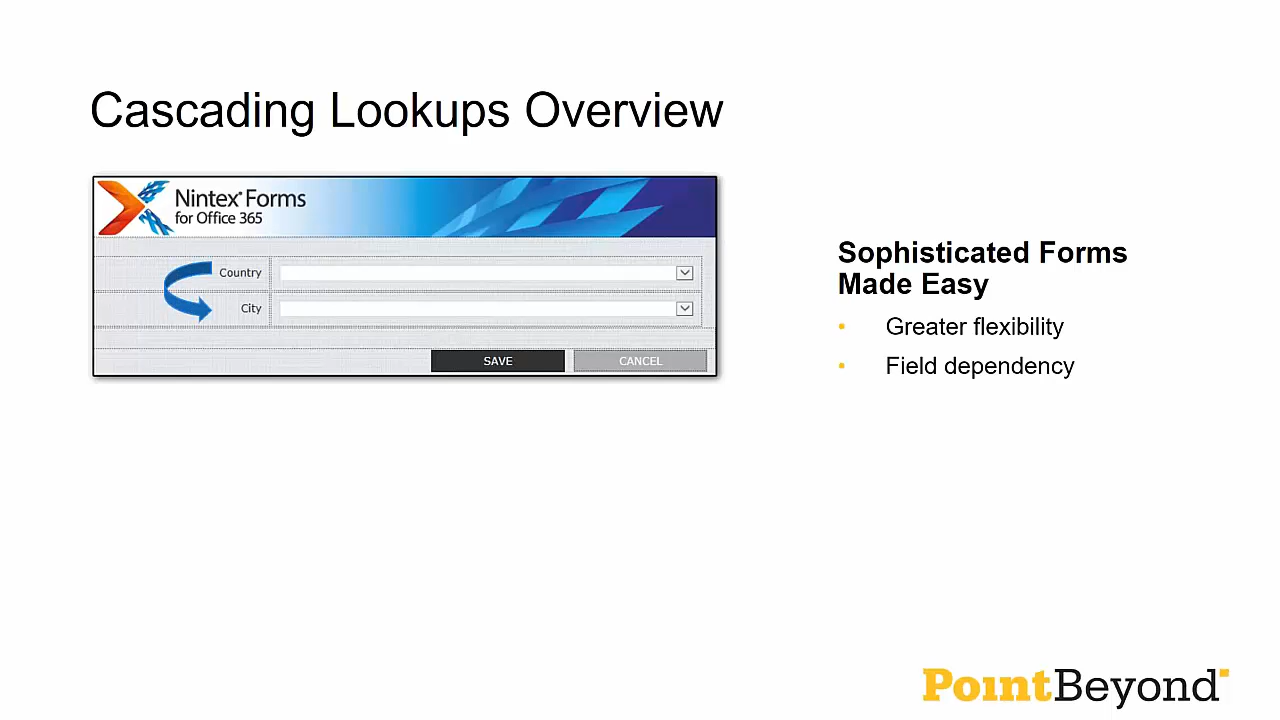 Cascading Lookups Overview
Nintex Forms
for Office 365
Country
City
SAVE
CANCEL
Sophisticated Forms
Made Easy
• Greater flexibility
• Field dependency
PointBeyond